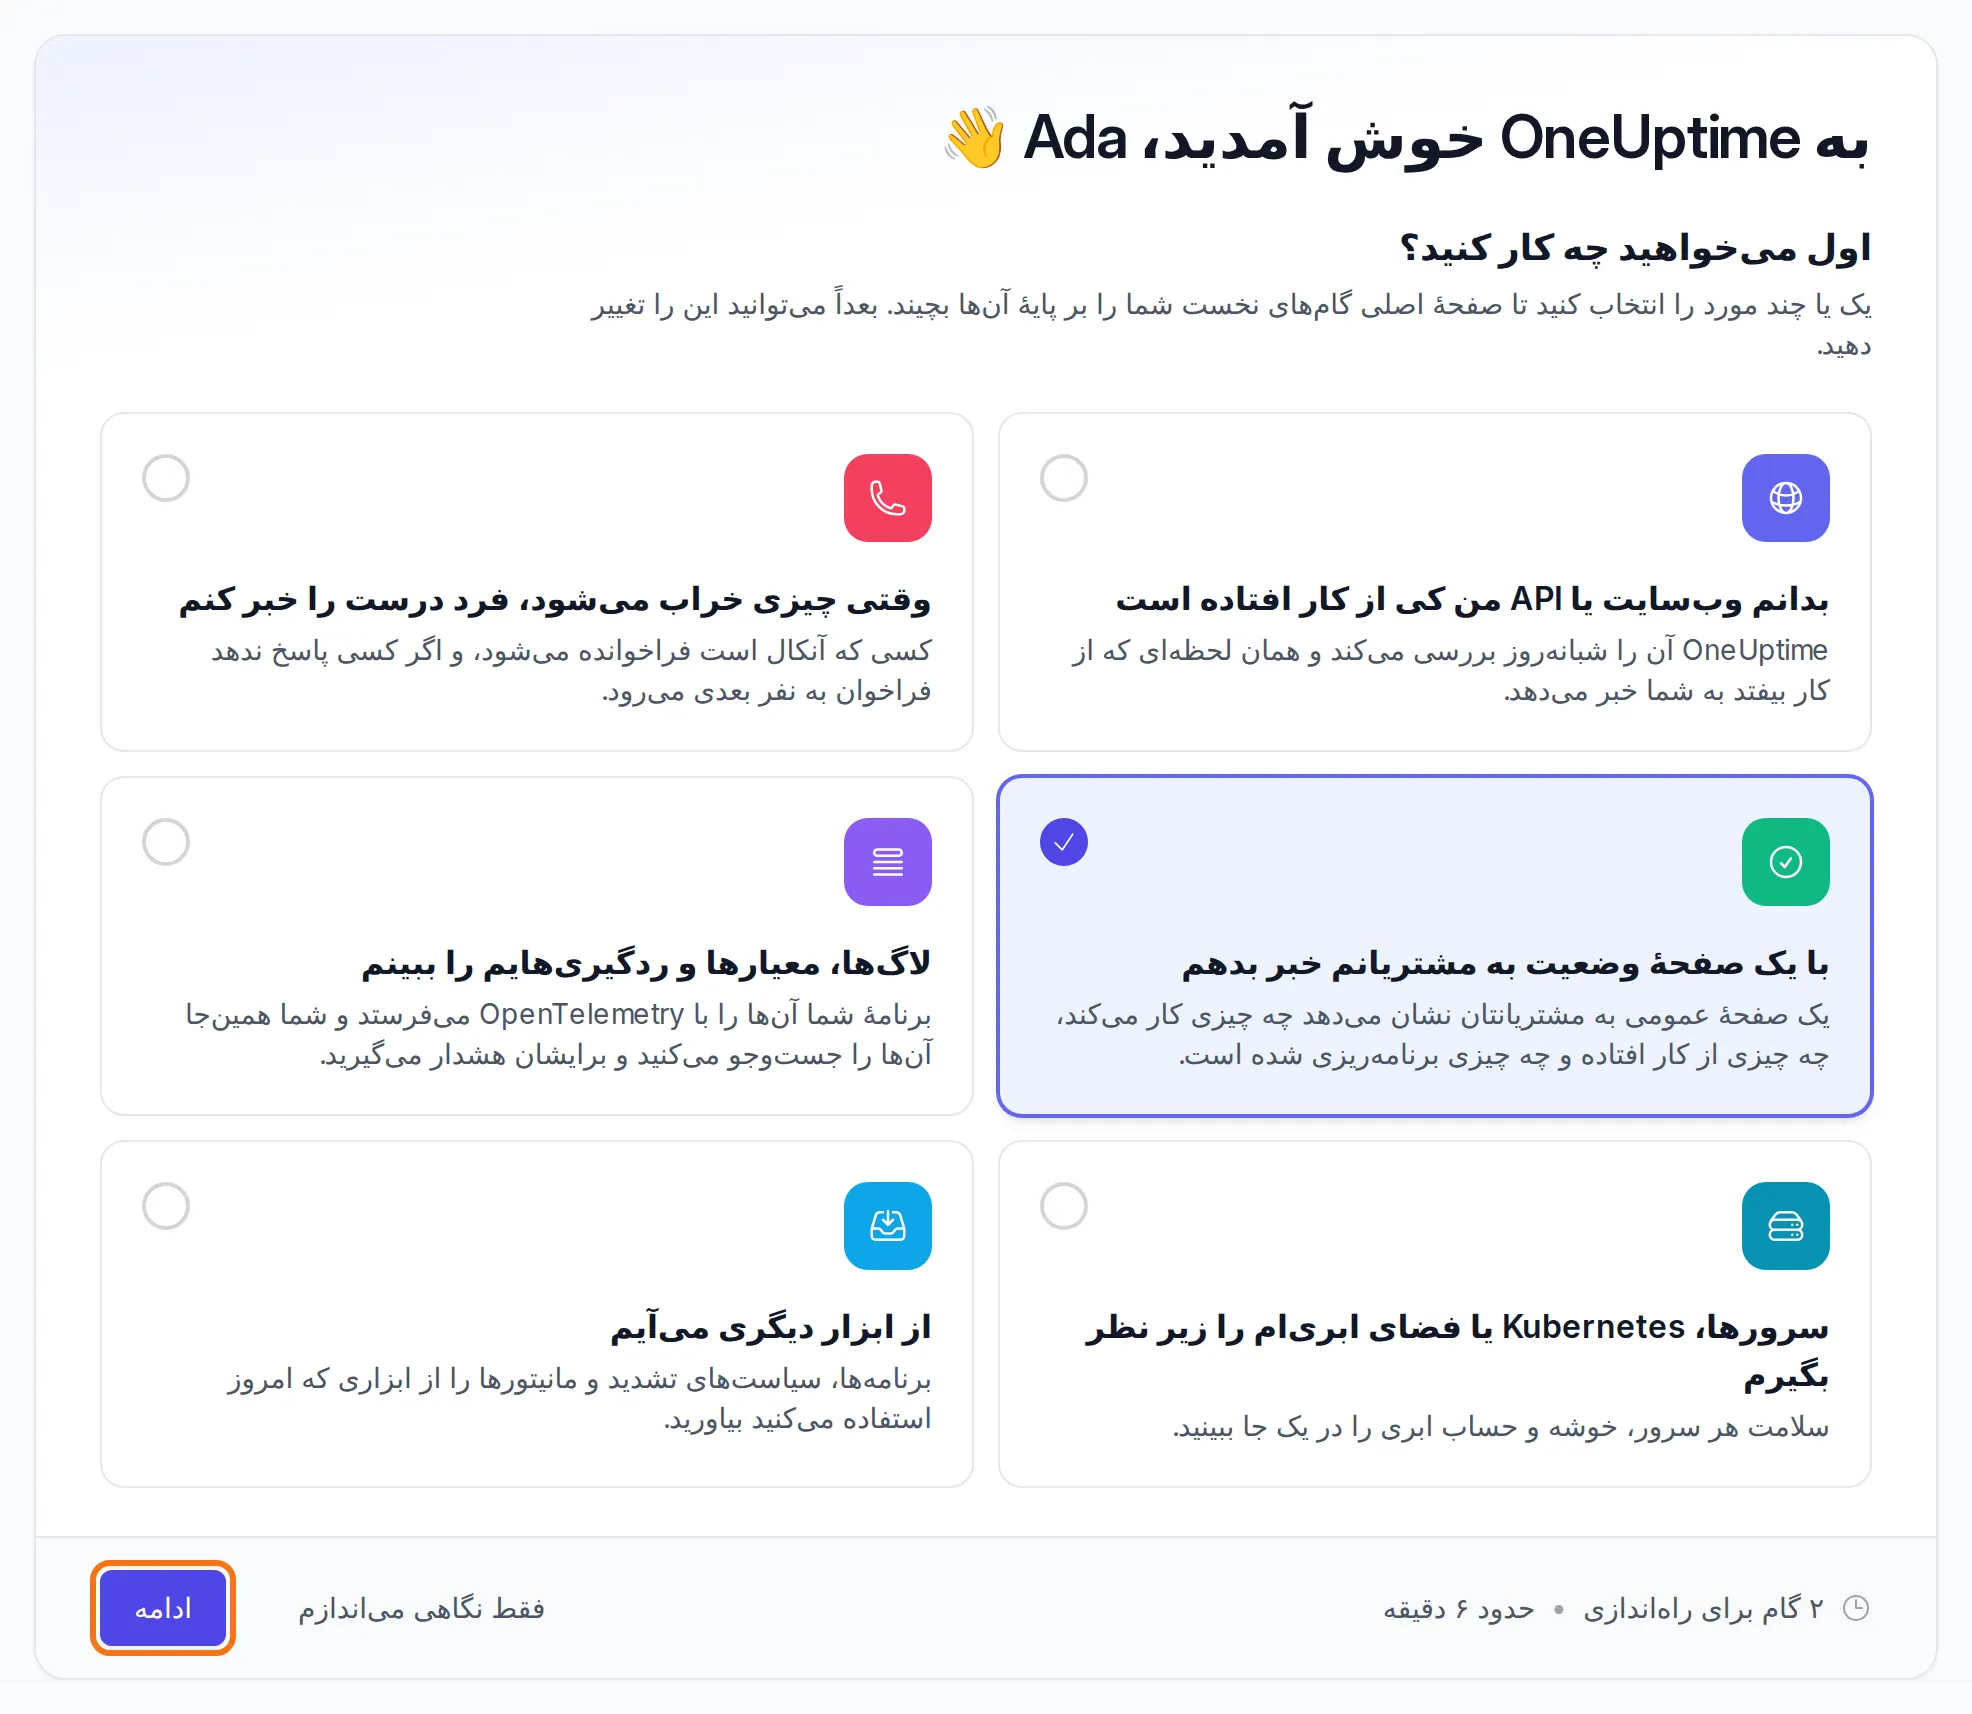 به OneUptime خوش آمدید، Ada 👋
اول می‌خواهید چه کار کنید؟
یک یا چند مورد را انتخاب کنید تا صفحهٔ اصلی گام‌های نخست شما را بر پایهٔ آن‌ها بچیند. بعداً می‌توانید این را تغییر
دهید.
بدانم وب‌سایت یا API من کی از کار افتاده است
OneUptime آن را شبانه‌روز بررسی می‌کند و همان لحظه‌ای که از
کار بیفتد به شما خبر می‌دهد.
وقتی چیزی خراب می‌شود، فرد درست را خبر کنم
کسی که آنکال است فراخوانده می‌شود، و اگر کسی پاسخ ندهد
فراخوان به نفر بعدی می‌رود.
با یک صفحهٔ وضعیت به مشتریانم خبر بدهم
یک صفحهٔ عمومی به مشتریانتان نشان می‌دهد چه چیزی کار می‌کند،
چه چیزی از کار افتاده و چه چیزی برنامه‌ریزی شده است.
لاگ‌ها، معیارها و ردگیری‌هایم را ببینم
برنامهٔ شما آن‌ها را با OpenTelemetry می‌فرستد و شما همین‌جا
آن‌ها را جست‌وجو می‌کنید و برایشان هشدار می‌گیرید.
سرورها، Kubernetes یا فضای ابری‌ام را زیر نظر
بگیرم
سلامت هر سرور، خوشه و حساب ابری را در یک جا ببینید.
از ابزار دیگری می‌آیم
برنامه‌ها، سیاست‌های تشدید و مانیتورها را از ابزاری که امروز
استفاده می‌کنید بیاورید.
۲ گام برای راه‌اندازی • حدود ۶ دقیقه
فقط نگاهی می‌اندازم
ادامه